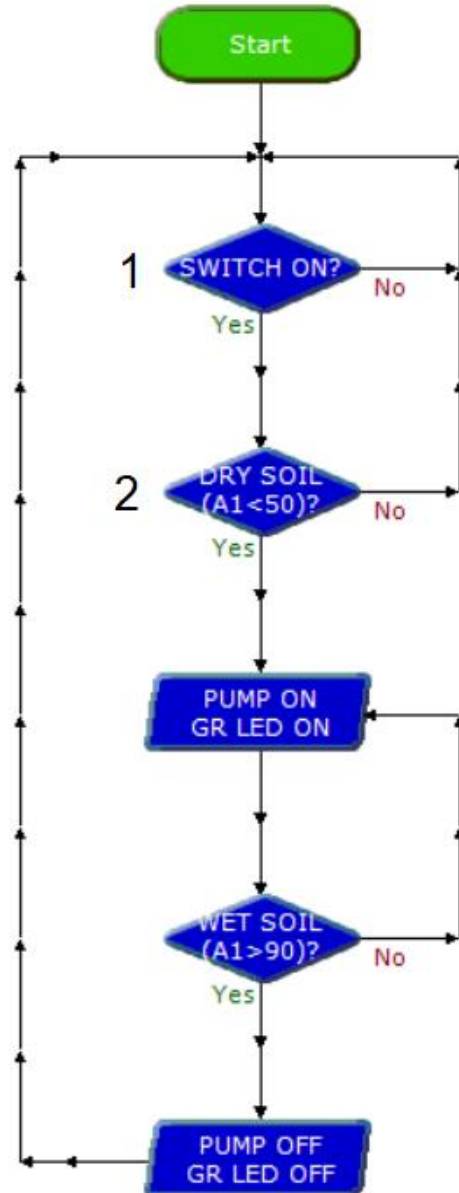 Start
1
SWITCH ON?
No
Yes
2
DRY SOIL
(A1<50)?
No
Yes
PUMP ON
GR LED ON
WET SOIL
(A1>90)?
No
Yes
PUMP OFF
GR LED OFF